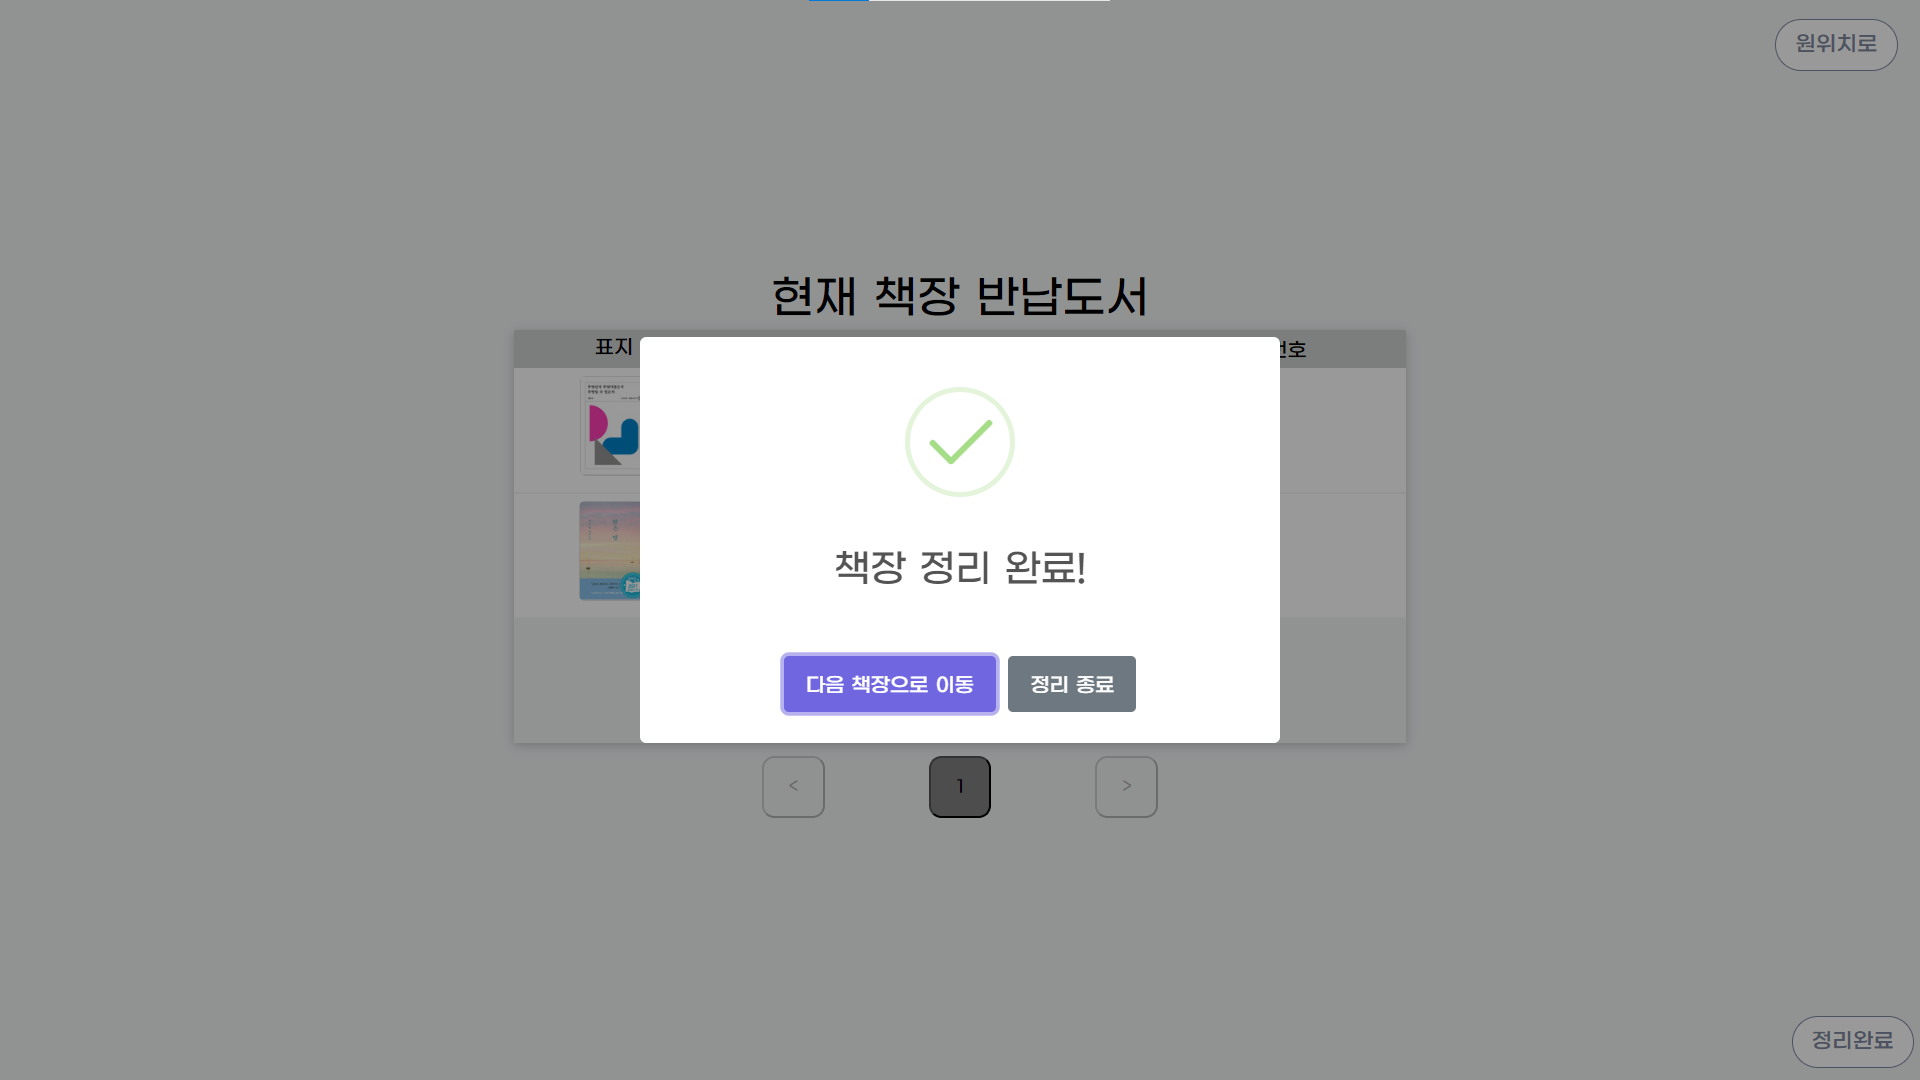 원위치로
현재 책장 반납도서
표지
번호
책장 정리 완료!
다음 책장으로 이동
정리 종료
<
1
>
정리완료